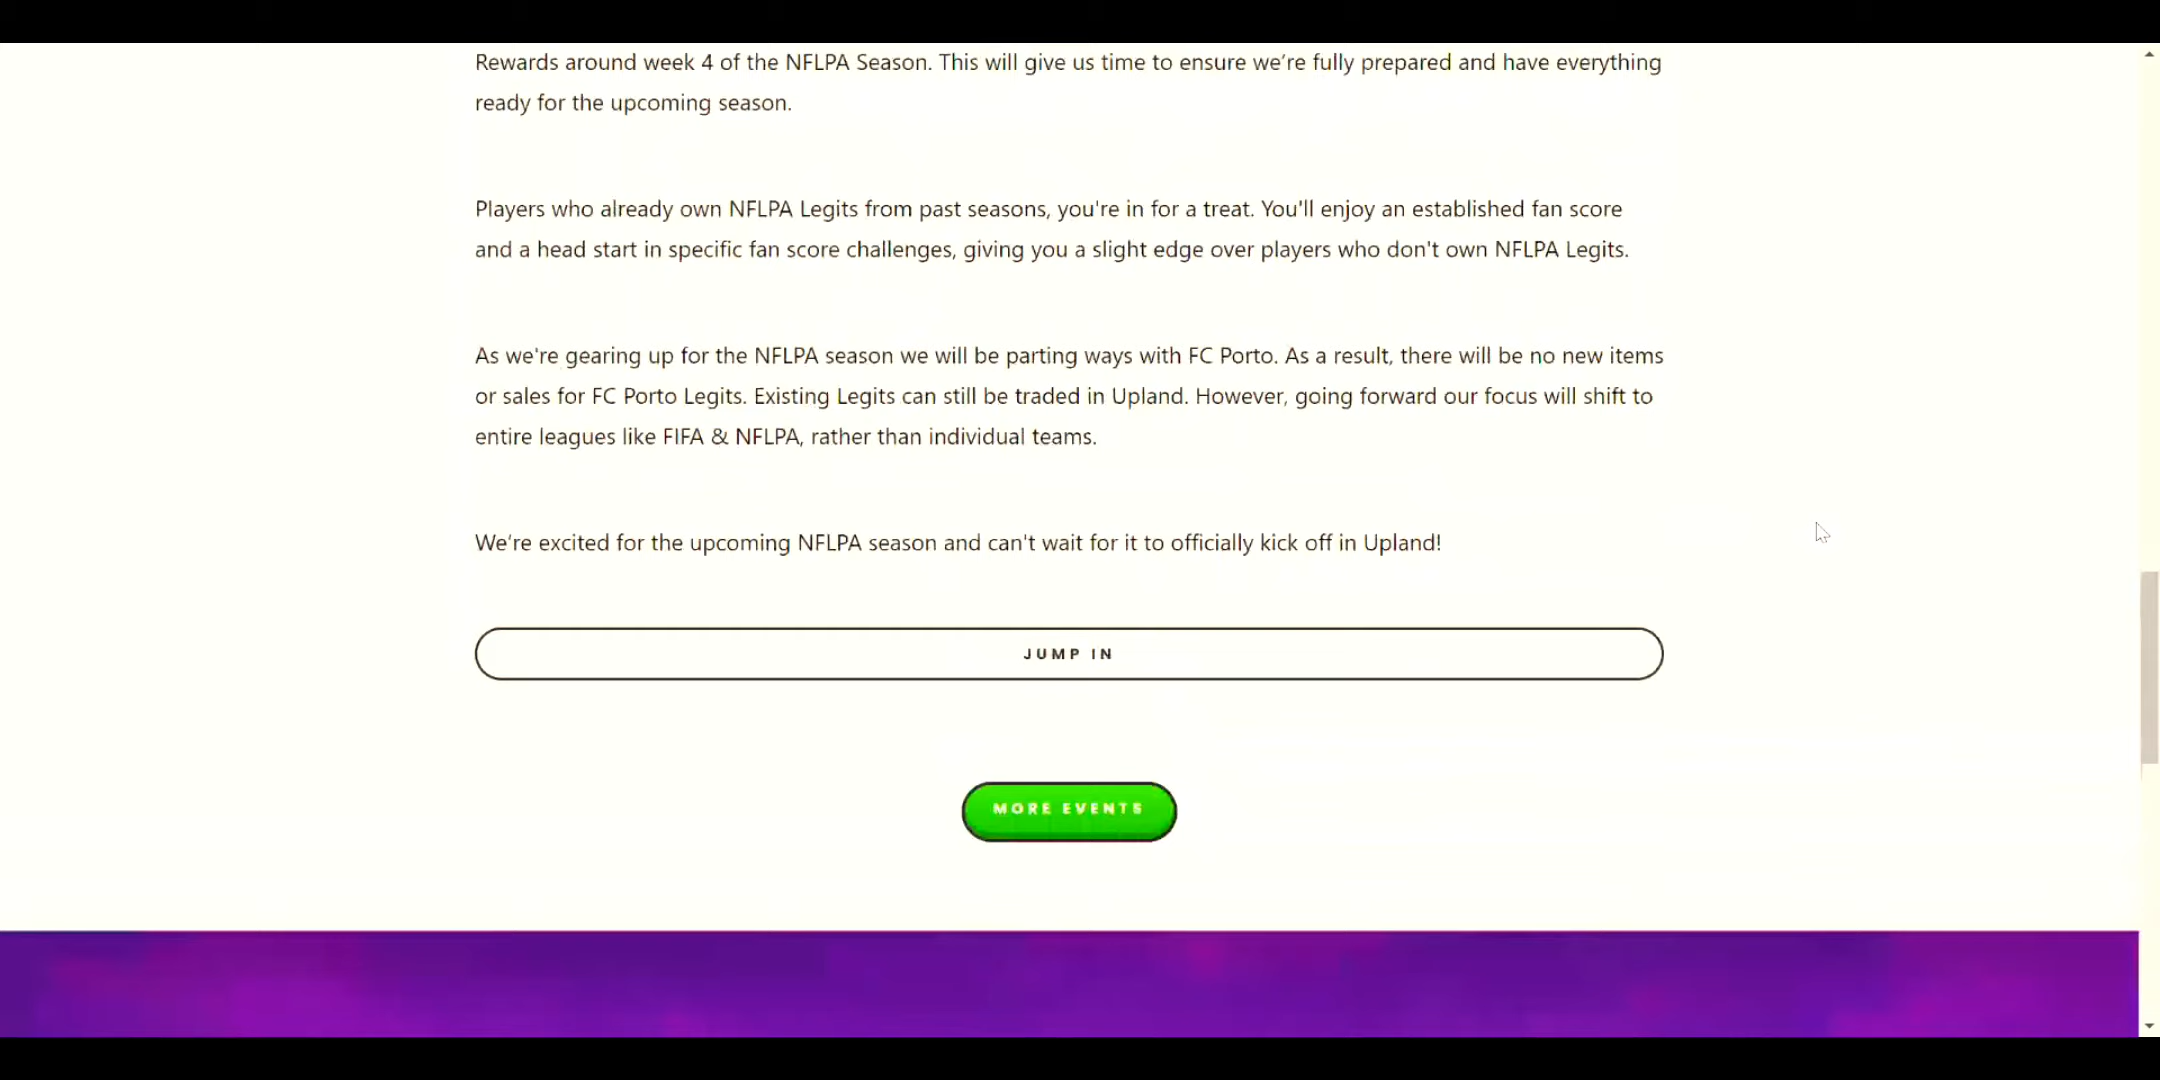 Rewards around week 4 of the NFLPA Season. This will give us time to ensure we’re fully prepared and have everything
ready for the upcoming season.
Players who already own NFLPA Legits from past seasons, you're in for a treat. You'll enjoy an established fan score
and a head start in specific fan score challenges, giving you a slight edge over players who don't own NFLPA Legits.
As we're gearing up for the NFLPA season we will be parting ways with FC Porto. As a result, there will be no new items
or sales for FC Porto Legits. Existing Legits can still be traded in Upland. However, going forward our focus will shift to
entire leagues like FIFA & NFLPA, rather than individual teams.
We’re excited for the upcoming NFLPA season and can't wait for it to officially kick off in Upland!
JUMP IN
MORE EVENTS